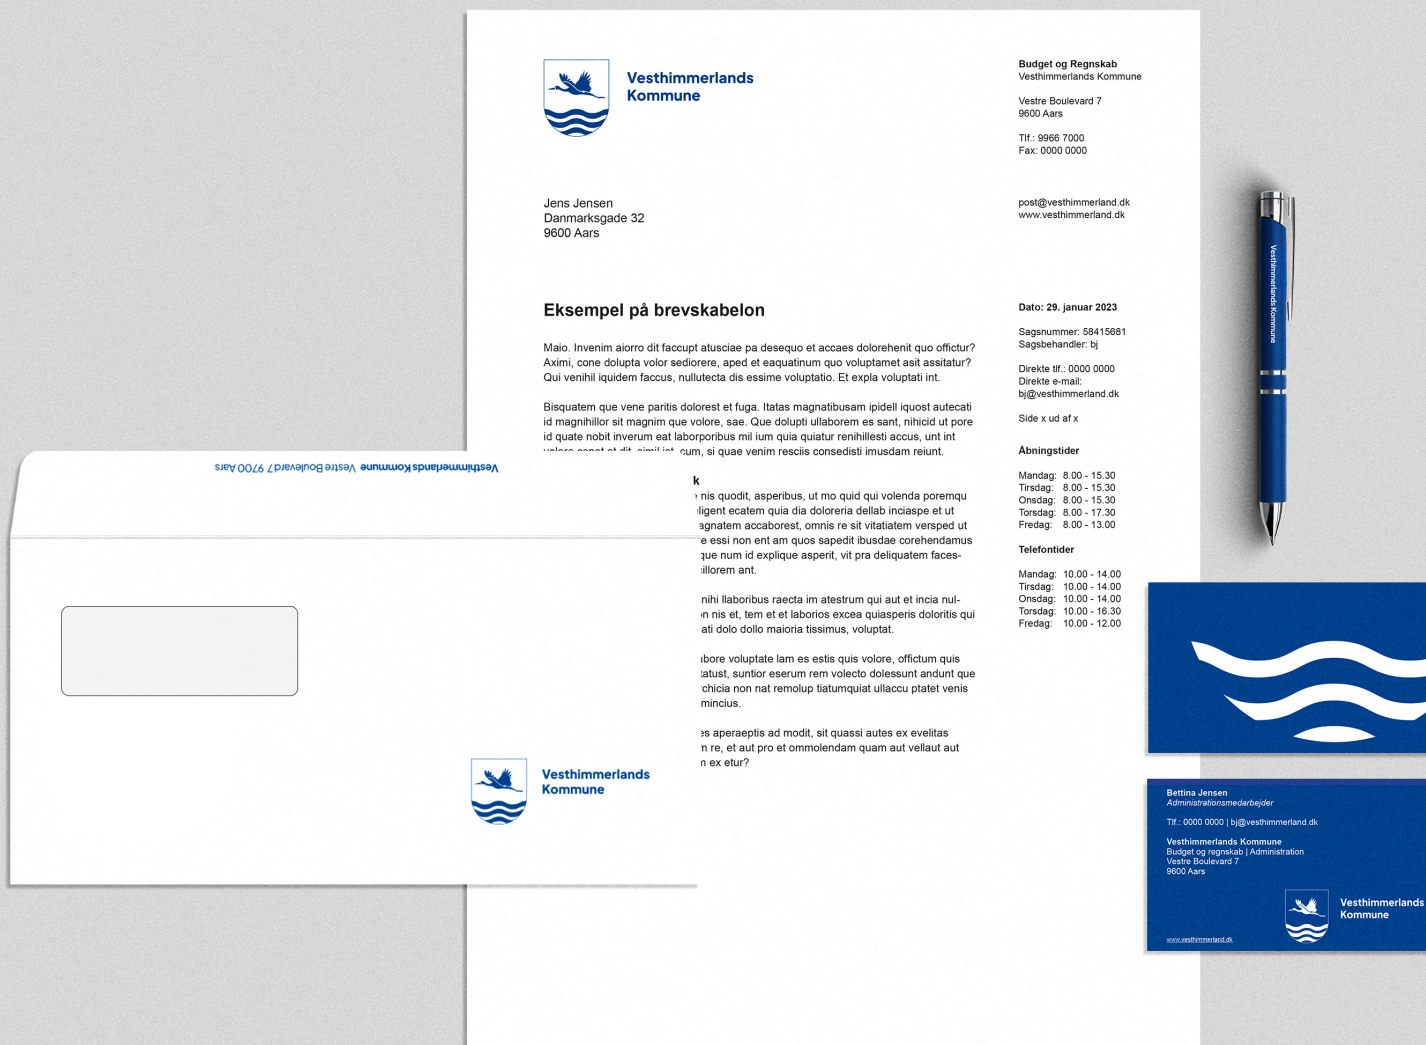 Vesthimmerlands
Kommune
Budget og Regnskab
Vesthimmerlands Kommune
Vestre Boulevard 7
9600 Aars
Tlf.: 9966 7000
Fax: 0000 0000
post@vesthimmerland.dk
www.vesthimmerland.dk
Jens Jensen
Danmarksgade 32
9600 Aars
Eksempel på brevskabelon
Maio. Invenim aiorro dit faccupt atusciae pa desequo et accaes dolorehenit quo offictur?
Aximi, cone dolupta volor sediorere, aped et eaquatinum quo voluptamet asit assitatur?
Qui venihil iquidem faccus, nullutecta dis essime voluptatio. Et expla voluptati int.
Bisquatem que vene paritis dolorest et fuga. Itatas magnatibusam ipidell iquost autecati
id magnihillor sit magnim que volore, sae. Que dolupti ullaborem es sant, nihicid ut pore
id quate nobit inverum eat laborporibus mil ium quia quiatur renihillesti accus, unt int
cum, si quae venim resciis consedisti imusdam reiunt.
k
nis quodit, asperibus, ut mo quid qui volenda poremqu
ligent ecatem quia dia doloreria dellab inciaspe et ut
agnatem accaborest, omnis re sit vitatiatem versped ut
e essi non ent am quos sapedit ibusdae corehendamus
que num id explique asperit, vit pra deliquatem faces-
cillorem ant.
nihi llaboribus raecta im atestrum qui aut et incia nul-
on nis et, tem et et laborios excea quiasperis doloritis qui
ati dolo dollo maioria tissimus, voluptat.
abore voluptate lam es estis quis volore, offictum quis
tatust, suntior eserum rem volecto dolessunt andunt que
rchicia non nat remolup tiatumquiat ullaccu ptatet venis
mincius.
es aperaeptis ad modit, sit quassi autes ex evelitas
m re, et aut pro et ommolendam quam aut vellaut aut
m ex etur?
Dato: 29. januar 2023
Sagsnummer: 58415681
Sagsbehandler: bj
Direkte tlf.: 0000 0000
Direkte e-mail:
bj@vesthimmerland.dk
Side x ud af x
Åbningstider
Mandag: 8.00 - 15.30
Tirsdag: 8.00 - 15.30
Onsdag: 8.00 - 15.30
Torsdag: 8.00 - 17.30
Fredag: 8.00 - 13.00
Telefontider
Mandag: 10.00 - 14.00
Tirsdag: 10.00 - 14.00
Onsdag: 10.00 - 14.00
Torsdag: 10.00 - 16.30
Fredag: 10.00 - 12.00
Vesthimmerlands Kommune Vestre Boulevard 7 9700 Aars
Vesthimmerlands
Kommune
Vesthimmerlands Kommune
Bettina Jensen
Administrationsmedarbejder
Tlf.: 0000 0000 | bj@vesthimmerland.dk
Vesthimmerlands Kommune
Budget og regnskab | Administration
Vestre Boulevard 7
9600 Aars
Vesthimmerlands
Kommune
www.vesthimmerland.dk